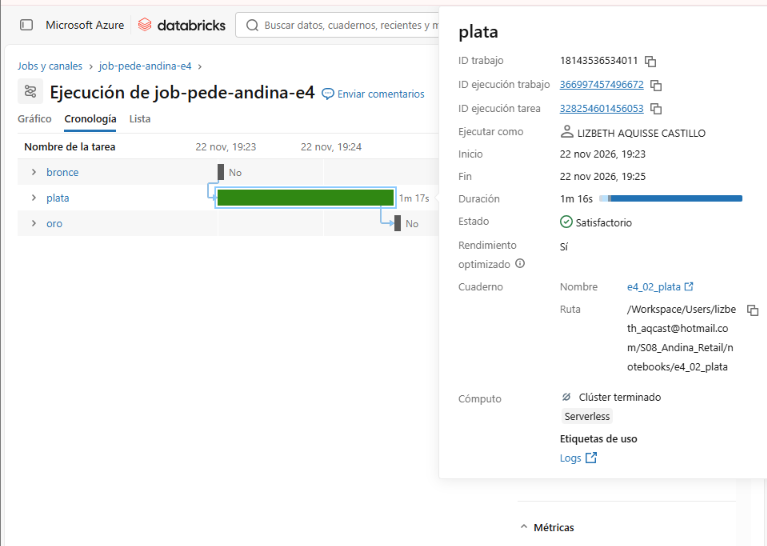 Microsoft Azure
databricks
Buscar datos, cuadernos, recientes y m
Jobs y canales > job-pede-andina-e4 >
Ejecución de job-pede-andina-e4
Enviar comentarios
Gráfico
Cronología
Lista
Nombre de la tarea
22 nov, 19:23
22 nov, 19:24
bronce
No
plata
1m 17s
oro
No
plata
ID trabajo
18143536534011
ID ejecución trabajo
366997457496672
ID ejecución tarea
328254601456053
Ejecutar como
LIZBETH AQUISSE CASTILLO
Inicio
22 nov 2026, 19:23
Fin
22 nov 2026, 19:25
Duración
1m 16s
Estado
Satisfactorio
Rendimiento
optimizado
Sí
Cuaderno
Nombre
e4_02_plata
Ruta
/Workspace/Users/lizbe
th_aqcast@hotmail.co
m/S08_Andina_Retail/n
otebooks/e4_02_plata
Cómputo
Clúster terminado
Serverless
Etiquetas de uso
Logs
Métricas